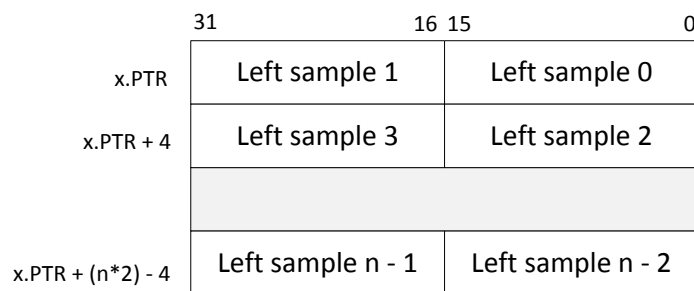 31 16 15 0
x.PTR Left sample 1 Left sample 0
x.PTR + 4 Left sample 3 Left sample 2
x.PTR + (n*2) - 4 Left sample n - 1 Left sample n - 2